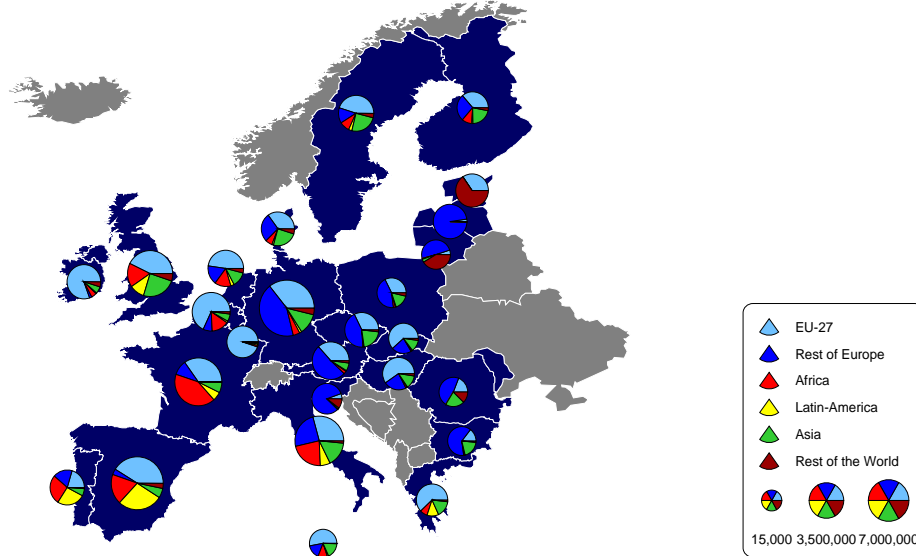 EU-27
Rest of Europe
Africa
Latin-America
Asia
Rest of the World
15,000 3,500,000 7,000,000